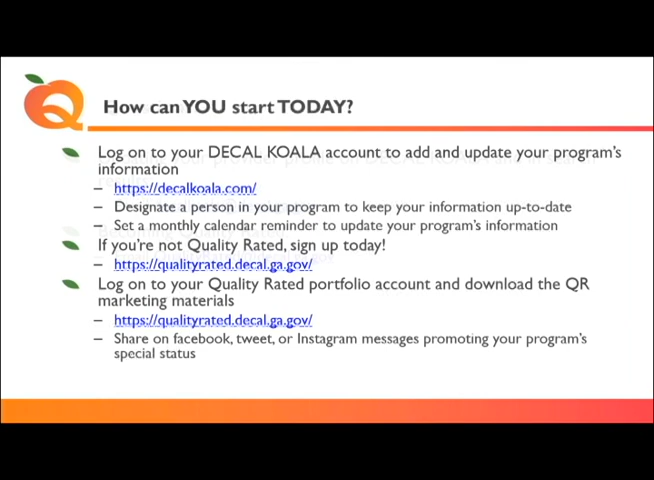 How can YOU start TODAY?
Log on to your DECAL KOALA account to add and update your program's
information
– https://decalkoala.com/
– Designate a person in your program to keep your information up-to-date
– Set a monthly calendar reminder to update your program's information
If you're not Quality Rated, sign up today!
– https://qualityrated.decal.ga.gov/
Log on to your Quality Rated portfolio account and download the QR
marketing materials
– https://qualityrated.decal.ga.gov/
– Share on facebook, tweet, or Instagram messages promoting your program's
special status